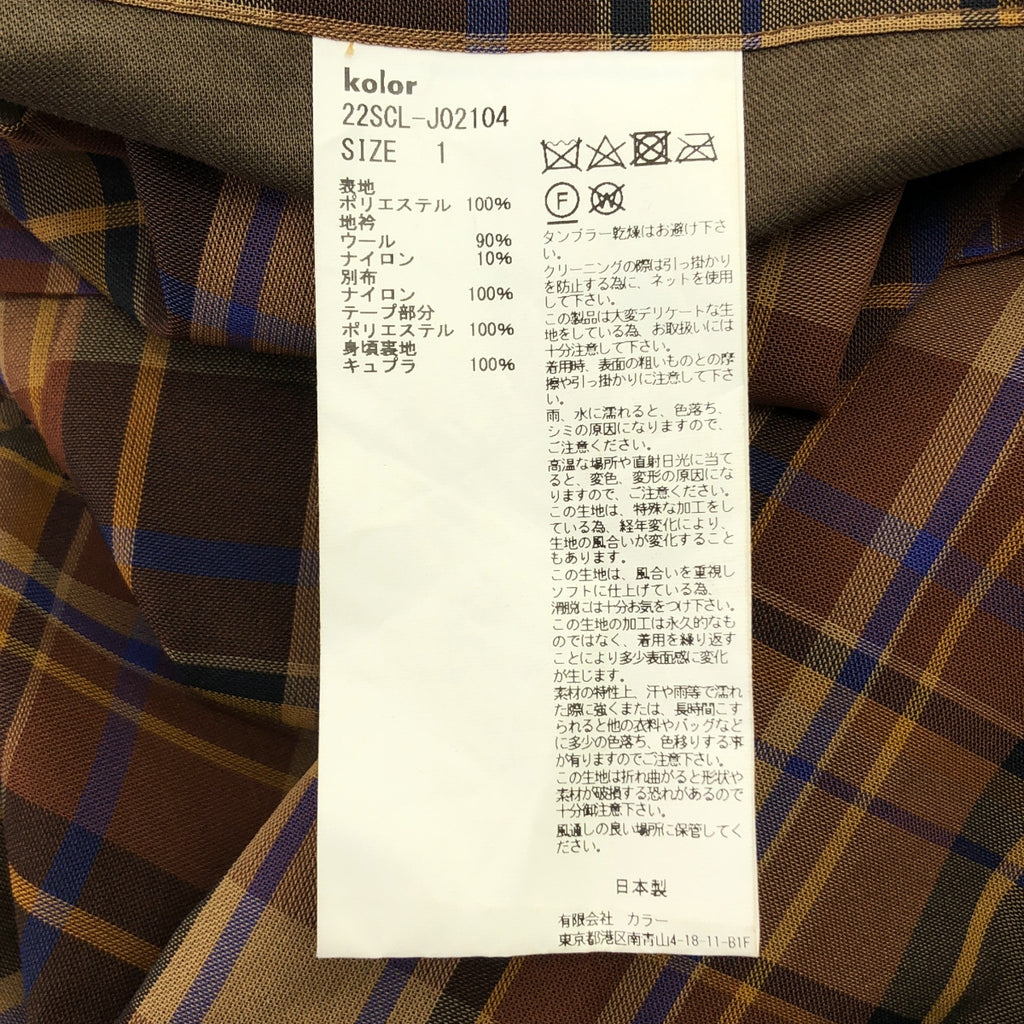 kolor
22SCL-J02104
SIZE 1
表地
ポリエステル 100%
地衿
ウール 90%
ナイロン 10%
別布
ナイロン 100%
テープ部分
ポリエステル 100%
身頃裏地
キュプラ 100%
F
W
タンブラー乾燥はお避け下さ
い。
クリーニングの際は引っ掛かり
を防止する為に、ネットを使用
して下さい。
この製品は大変デリケートな生
地をしている為、お取扱いには
十分注意して下さい。
着用時、表面の粗いものとの摩
擦や引っ掛かりに注意して下さ
い。
雨、水に濡れると、色落ち、
シミの原因になりますので、
ご注意ください。
高温な場所や直射日光に当て
ると、変色、変形の原因にな
りますので、ご注意ください。
この生地は、特殊な加工をし
ている為、経年変化により、
生地の風合いが変化すること
もあります。
この生地は、風合いを重視し
ソフトに仕上げている為、
滑脱には十分お気をつけ下さい。
この生地の加工は永久的なも
のではなく、着用を繰り返す
ことにより多少表面感に変化
が生じます。
素材の特性上、汗や雨等で濡れ
た際に強くまたは、長時間こす
られると他の衣料やバッグなど
に多少の色落ち、色移りする事
が有りますのでご注意下さい。
この生地は折れ曲がると形状や
素材が破損する恐れがあるので
十分御注意下さい。
風通しの良い場所に保管してく
ださい。
日本製
有限会社 カラー
東京都港区南青山4-18-11-B1F